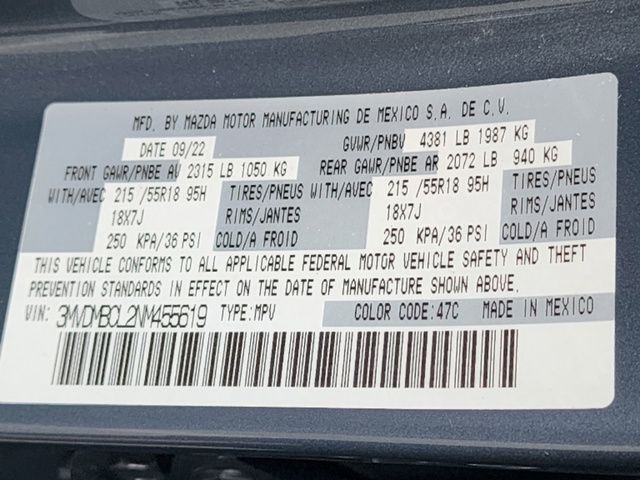 MFD. BY MAZDA MOTOR MANUFACTURING DE MEXICO S.A. DE C.V.
DATE 09/22 GVWR/PNBV 4381 LB 1987 KG
FRONT GAWR/PNBE AV 2315 LB 1050 KG REAR GAWR/PNBE AR 2072 LB 940 KG
WITH/AVEC 215 /55R18 95H TIRES/PNEUS WITH/AVEC 215 /55R18 95H TIRES/PNEUS
18X7J RIMS/JANTES 18X7J RIMS/JANTES
250 KPA/36 PSI COLD/A FROID 250 KPA/36 PSI COLD/A FROID
THIS VEHICLE CONFORMS TO ALL APPLICABLE FEDERAL MOTOR VEHICLE SAFETY AND THEFT
PREVENTION STANDARDS IN EFFECT ON THE DATE OF MANUFACTURE SHOWN ABOVE.
VIN: 3MVDMBCL2NM455619 TYPE:MPV COLOR CODE:47C MADE IN MEXICO